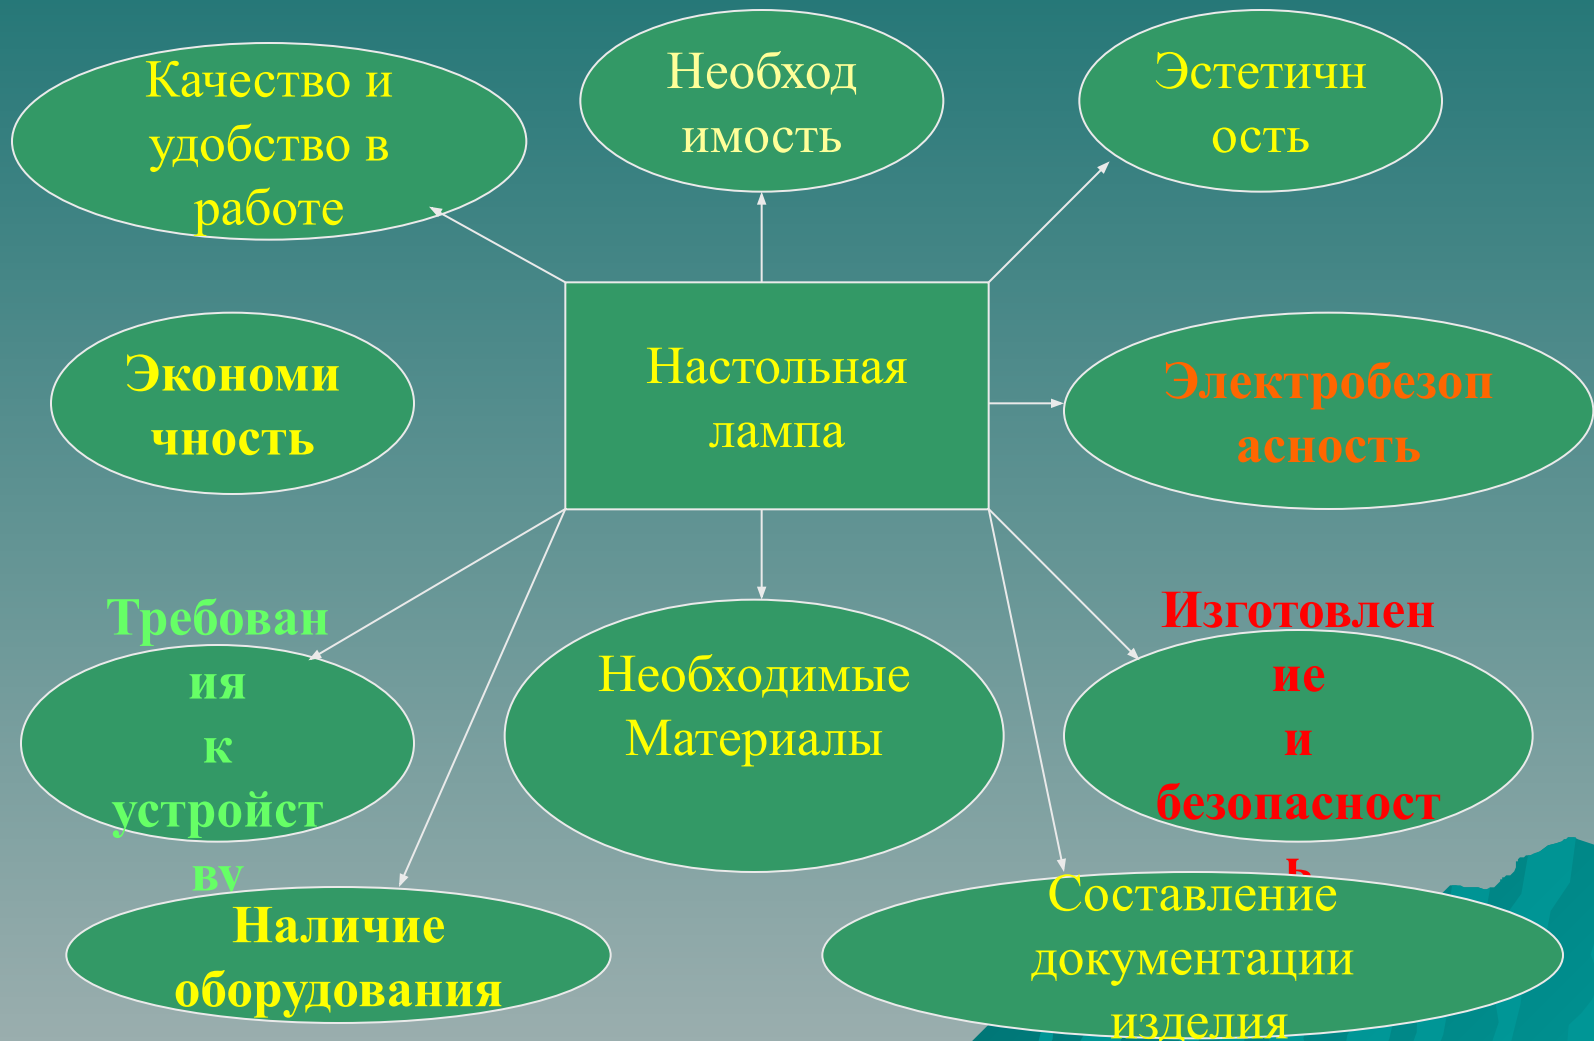 Качество и
удобство в
работе
Необход
имость
Эстетичн
ость
Экономи
чность
Настольная
лампа
Электробезоп
асность
Требован
ия
к
устройст
ву
Необходимые
Материалы
Изготовлен
ие
и
безопасност
ь
Наличие
оборудования
Составление
документации
изделия